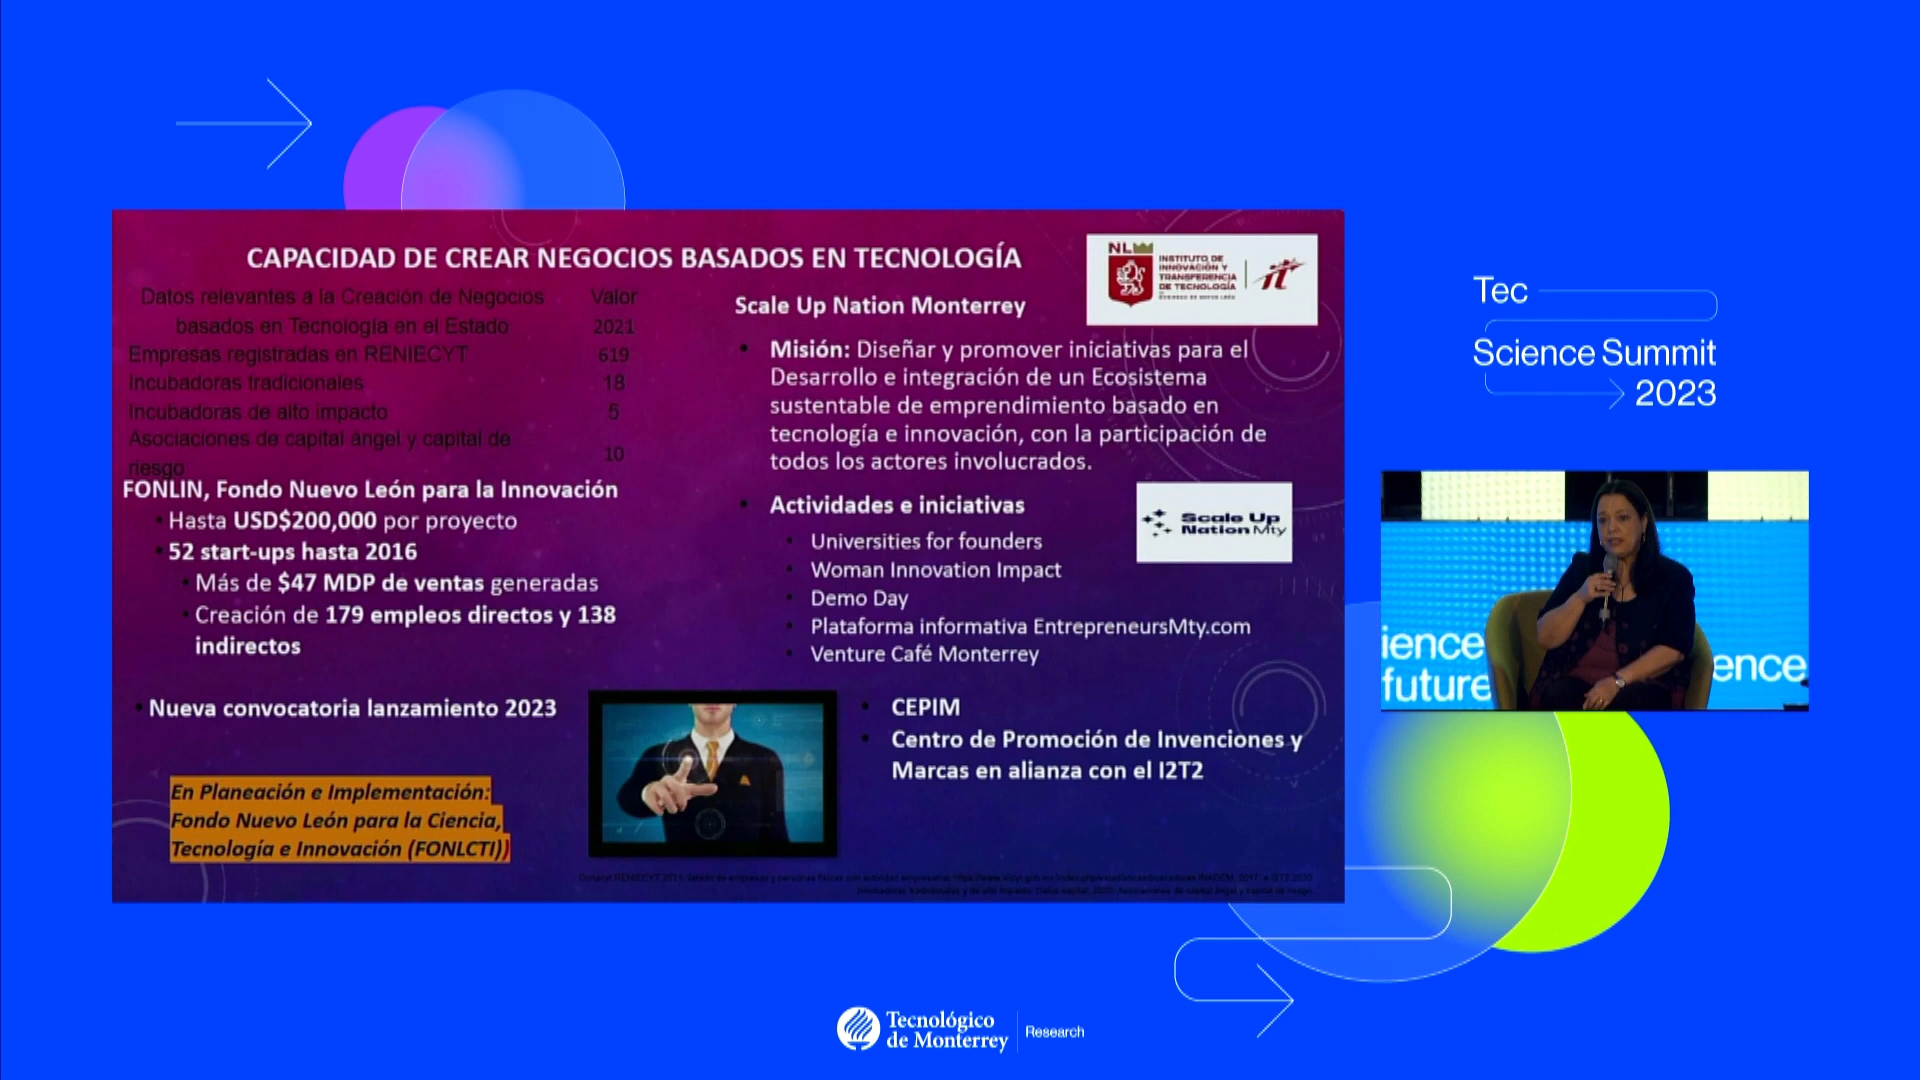 CAPACIDAD DE CREAR NEGOCIOS BASADOS EN TECNOLOGÍA
NL
INSTITUTO DE
INNOVACIÓN Y
TRANSFERENCIA
DE TECNOLOGÍA
Datos relevantes a la Creación de Negocios Valor
basados en Tecnología en el Estado 2021
Empresas registradas en RENIECYT 619
Incubadoras tradicionales 18
Incubadoras de alto impacto 5
Asociaciones de capital ángel y capital de
riesgo 10
FONLIN, Fondo Nuevo León para la Innovación
Hasta USD$200,000 por proyecto
52 start-ups hasta 2016
Más de $47 MDP de ventas generadas
Creación de 179 empleos directos y 138
indirectos
Nueva convocatoria lanzamiento 2023
En Planeación e Implementación:
Fondo Nuevo León para la Ciencia,
Tecnología e Innovación (FONLCTI))
Scale Up Nation Monterrey
Misión: Diseñar y promover iniciativas para el
Desarrollo e integración de un Ecosistema
sustentable de emprendimiento basado en
tecnología e innovación, con la participación de
todos los actores involucrados.
Actividades e iniciativas
Universities for founders
Woman Innovation Impact
Demo Day
Plataforma informativa EntrepreneursMty.com
Venture Café Monterrey
Scale Up
Nation Mty
CEPIM
Centro de Promoción de Invenciones y
Marcas en alianza con el I2T2
Tec
Science Summit
2023
ience
future
ence
Tecnológico
de Monterrey
Research